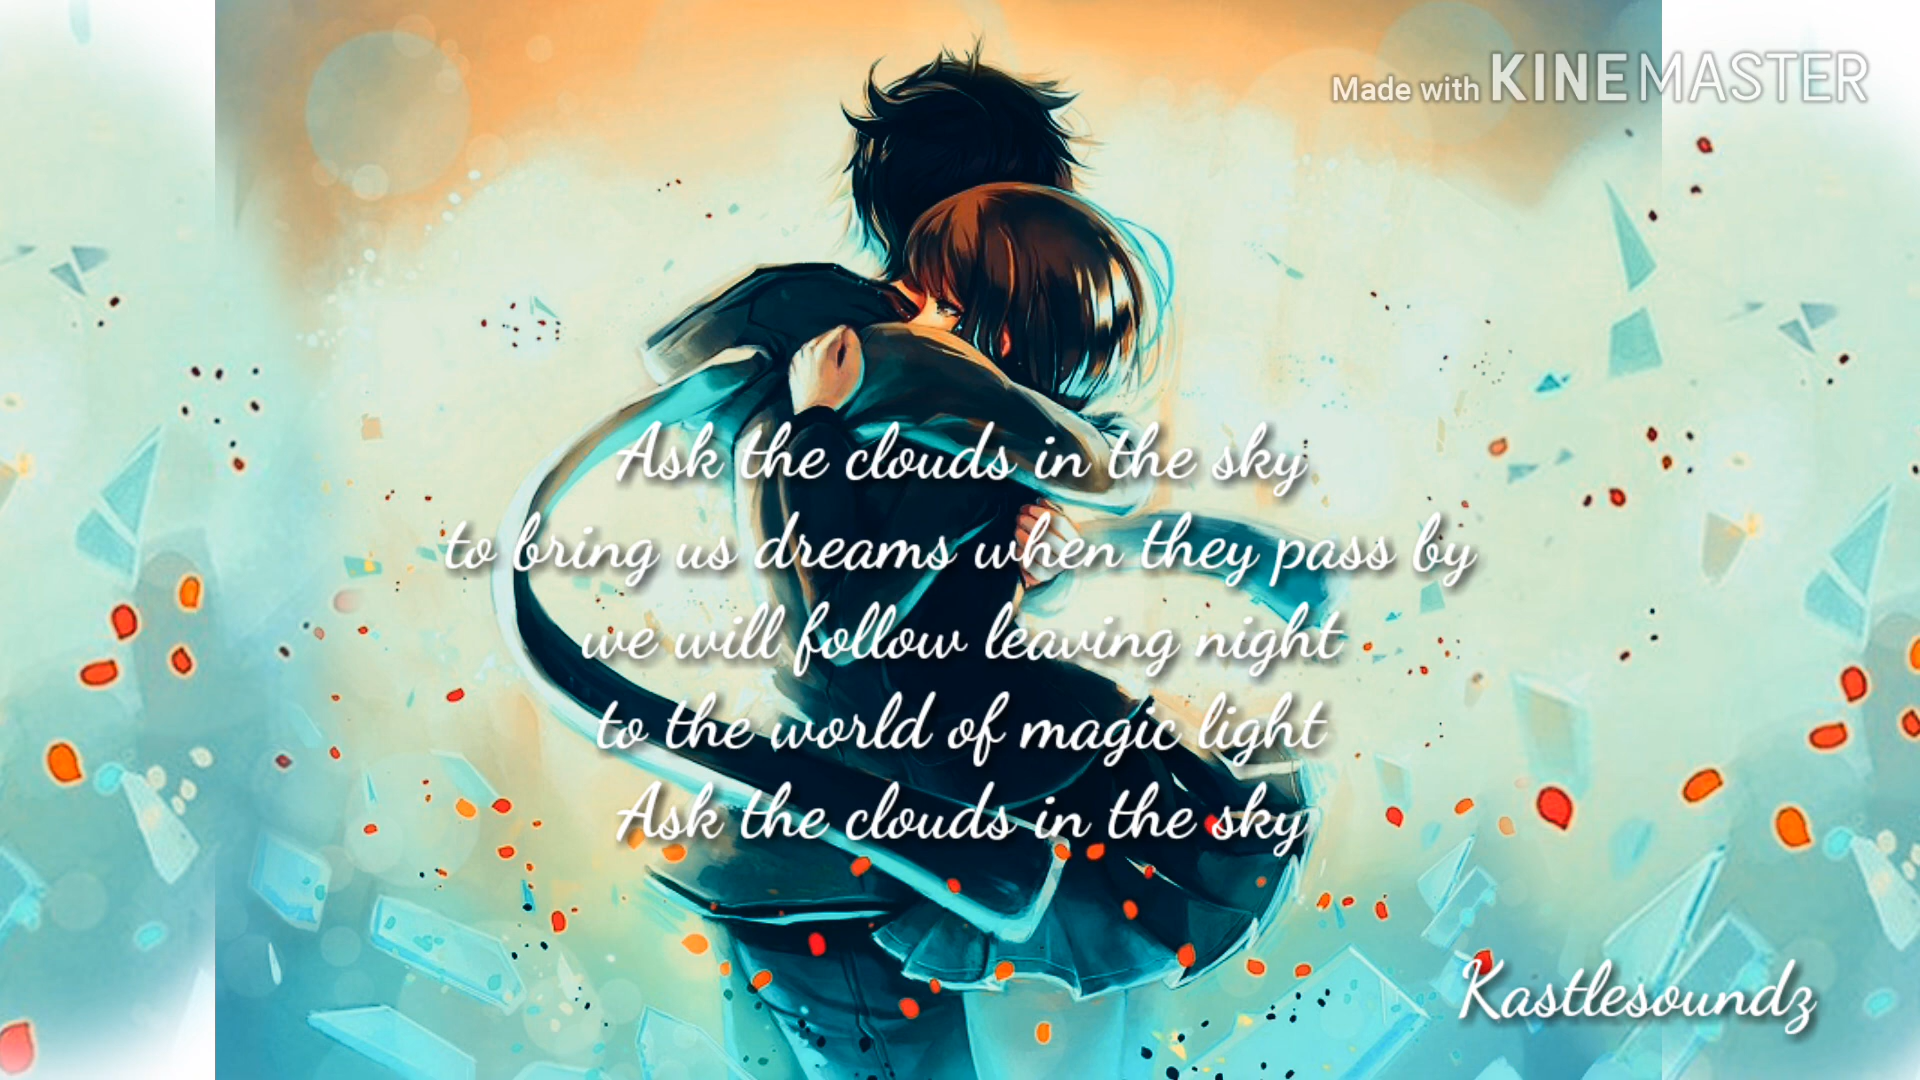 Made with KINEMASTER
Ask the clouds in the sky
to bring us dreams when they pass by
we will follow leaving night
to the world of magic light
Ask the clouds in the sky
Kastlesoundz